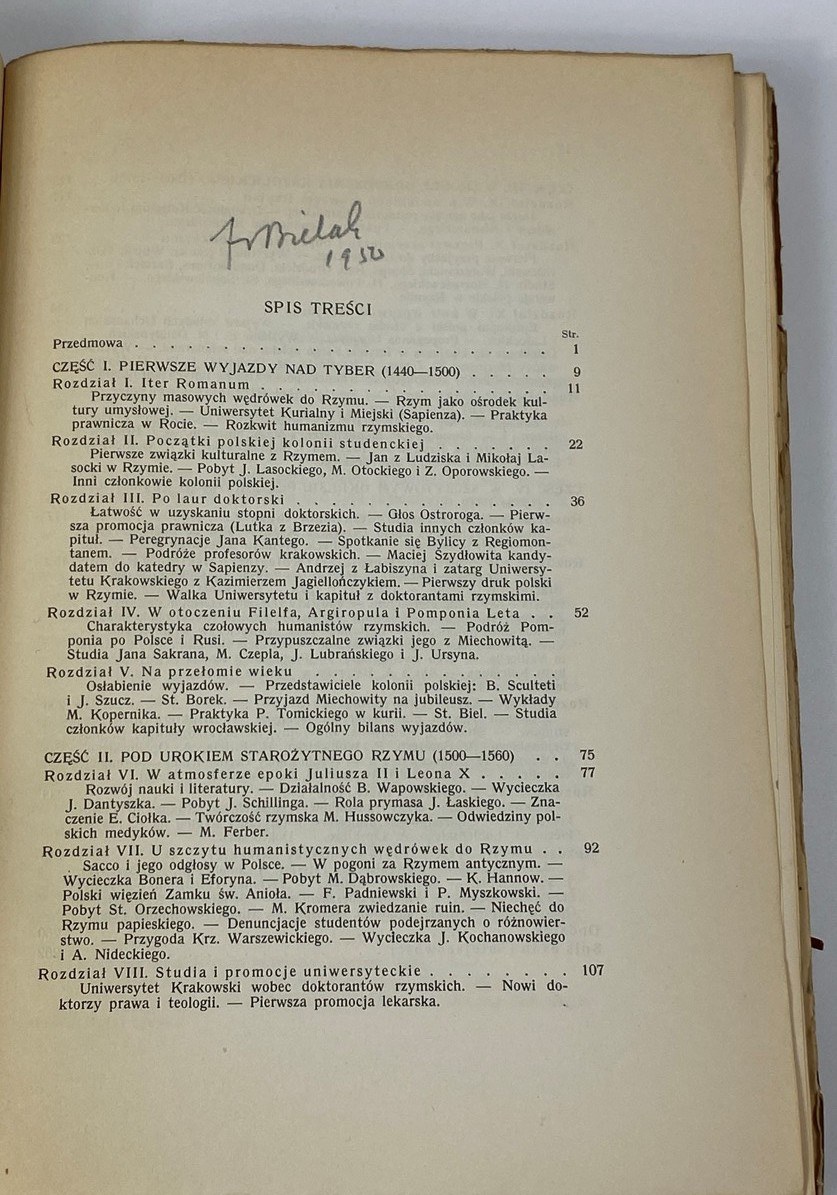 Fr Bielak
1950
SPIS TREŚCI
Str.
Przedmowa . . . . . . . . . . . . . . . . . . . . . . . 1
CZĘŚĆ I. PIERWSZE WYJAZDY NAD TYBER (1440—1500) . . . . . 9
Rozdział I. Iter Romanum . . . . . . . . . . . . . . . 11
Przyczyny masowych wędrówek do Rzymu. — Rzym jako ośrodek kul-
tury umysłowej. — Uniwersytet Kurialny i Miejski (Sapienza). — Praktyka
prawnicza w Rocie. — Rozkwit humanizmu rzymskiego.
Rozdział II. Początki polskiej kolonii studenckiej . . . . . . . 22
Pierwsze związki kulturalne z Rzymem. — Jan z Ludziska i Mikołaj La-
socki w Rzymie. — Pobyt J. Lasockiego, M. Otockiego i Z. Oporowskiego. —
Inni członkowie kolonii polskiej.
Rozdział III. Po laur doktorski . . . . . . . . . . . . . . 36
Łatwość w uzyskaniu stopni doktorskich. — Głos Ostroroga. — Pierw-
sza promocja prawnicza (Lutka z Brzezia). — Studia innych członków ka-
pituł. — Peregrynacje Jana Kantego. — Spotkanie się Bylicy z Regiomon-
tanem. — Podróże profesorów krakowskich. — Maciej Szydłowita kandy-
datem do katedry w Sapienzy. — Andrzej z Łabiszyna i zatarg Uniwersy-
tetu Krakowskiego z Kazimierzem Jagiellończykiem. — Pierwszy druk polski
w Rzymie. — Walka Uniwersytetu i kapituł z doktorantami rzymskimi.
Rozdział IV. W otoczeniu Filelfa, Argiropula i Pomponia Leta . . 52
Charakterystyka czołowych humanistów rzymskich. — Podróż Pom-
ponia po Polsce i Rusi. — Przypuszczalne związki jego z Miechowitą. —
Studia Jana Sakrana, M. Czepla, J. Lubrańskiego i J. Ursyna.
Rozdział V. Na przełomie wieku . . . . . . . . . . . . .
Osłabienie wyjazdów. — Przedstawiciele kolonii polskiej: B. Sculteti
i J. Szucz. — St. Borek. — Przyjazd Miechowity na jubileusz. — Wykłady
M. Kopernika. — Praktyka P. Tomickiego w kurii. — St. Biel. — Studia
członków kapituły wrocławskiej. — Ogólny bilans wyjazdów.
CZĘŚĆ II. POD UROKIEM STAROŻYTNEGO RZYMU (1500—1560) . . 75
Rozdział VI. W atmosferze epoki Juliusza II i Leona X . . . . . 77
Rozwój nauki i literatury. — Działalność B. Wapowskiego. — Wycieczka
J. Dantyszka. — Pobyt J. Schillinga. — Rola prymasa J. Łaskiego. — Zna-
czenie E. Ciołka. — Twórczość rzymska M. Hussowczyka. — Odwiedziny pol-
skich medyków. — M. Ferber.
Rozdział VII. U szczytu humanistycznych wędrówek do Rzymu . . 92
Sacco i jego odgłosy w Polsce. — W pogoni za Rzymem antycznym. —
Wycieczka Bonera i Eforyna. — Pobyt M. Dąbrowskiego. — K. Hannow. —
Polski więzień Zamku św. Anioła. — F. Padniewski i P. Myszkowski. —
Pobyt St. Orzechowskiego. — M. Kromera zwiedzanie ruin. — Niechęć do
Rzymu papieskiego. — Denuncjacje studentów podejrzanych o różnowier-
stwo. — Przygoda Krz. Warszewickiego. — Wycieczka J. Kochanowskiego
i A. Nideckiego.
Rozdział VIII. Studia i promocje uniwersyteckie . . . . . . . . 107
Uniwersytet Krakowski wobec doktorantów rzymskich. — Nowi do-
ktorzy prawa i teologii. — Pierwsza promocja lekarska.